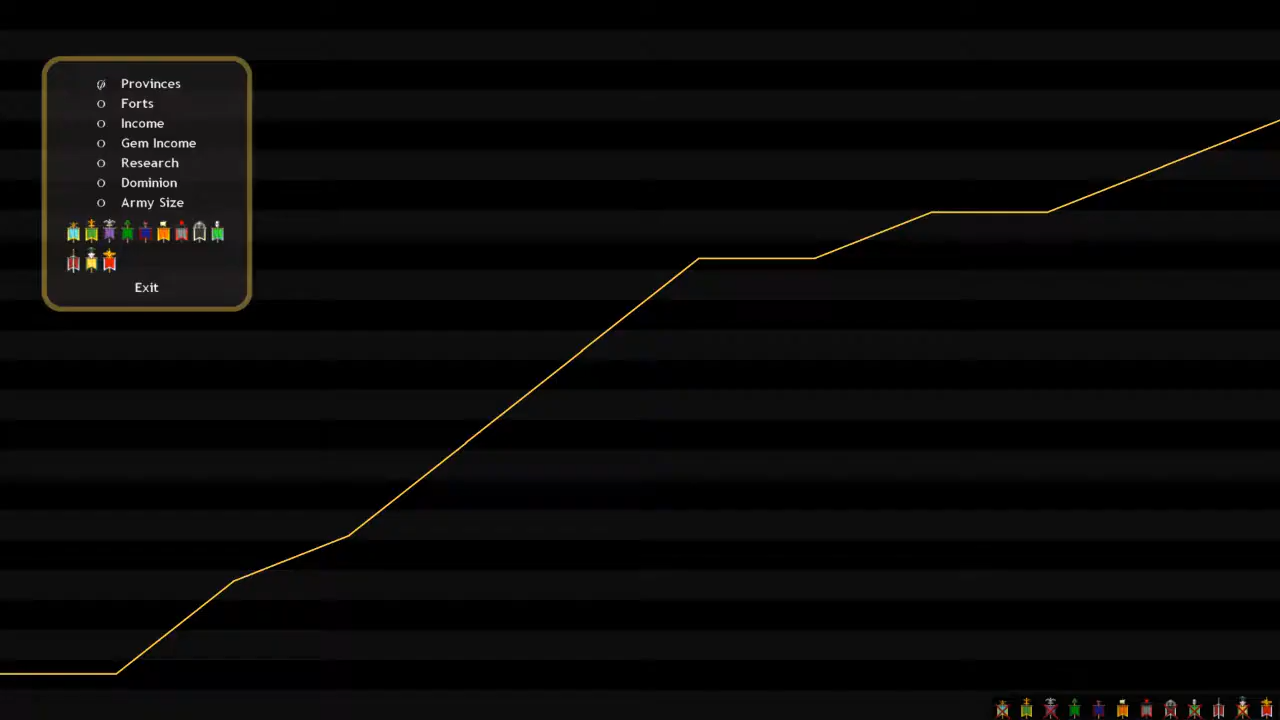 Provinces
Forts
Income
Gem Income
Research
Dominion
Army Size
Exit